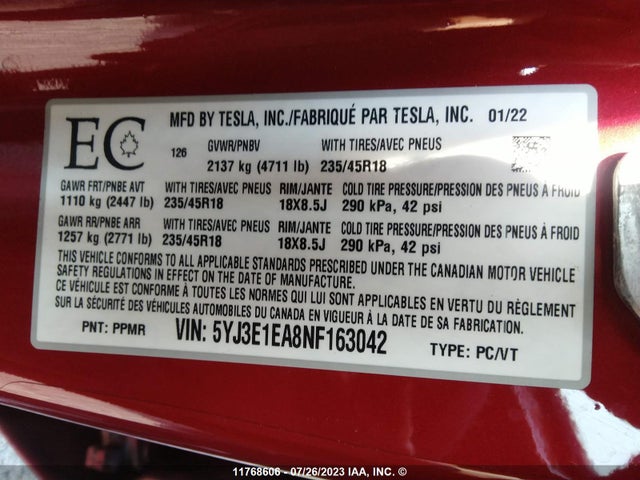 EC
MFD BY TESLA, INC./FABRIQUÉ PAR TESLA, INC. 01/22
126 GVWR/PNBV WITH TIRES/AVEC PNEUS
2137 kg (4711 lb) 235/45R18
GAWR FRT/PNBE AVT WITH TIRES/AVEC PNEUS RIM/JANTE COLD TIRE PRESSURE/PRESSION DES PNEUS À FROID
1110 kg (2447 lb) 235/45R18 18X8.5J 290 kPa, 42 psi
GAWR RR/PNBE ARR WITH TIRES/AVEC PNEUS RIM/JANTE COLD TIRE PRESSURE/PRESSION DES PNEUS À FROID
1257 kg (2771 lb) 235/45R18 18X8.5J 290 kPa, 42 psi
THIS VEHICLE CONFORMS TO ALL APPLICABLE STANDARDS PRESCRIBED UNDER THE CANADIAN MOTOR VEHICLE
SAFETY REGULATIONS IN EFFECT ON THE DATE OF MANUFACTURE.
CE VÉHICULE EST CONFORME À TOUTES LES NORMES QUI LUI SONT APPLICABLES EN VERTU DU RÈGLEMENT
SUR LA SÉCURITÉ DES VÉHICULES AUTOMOBILES DU CANADA EN VIGUEUR À LA DATE DE SA FABRICATION.
PNT: PPMR VIN: 5YJ3E1EA8NF163042 TYPE: PC/VT
11768606 - 07/26/2023 IAA, INC. ©